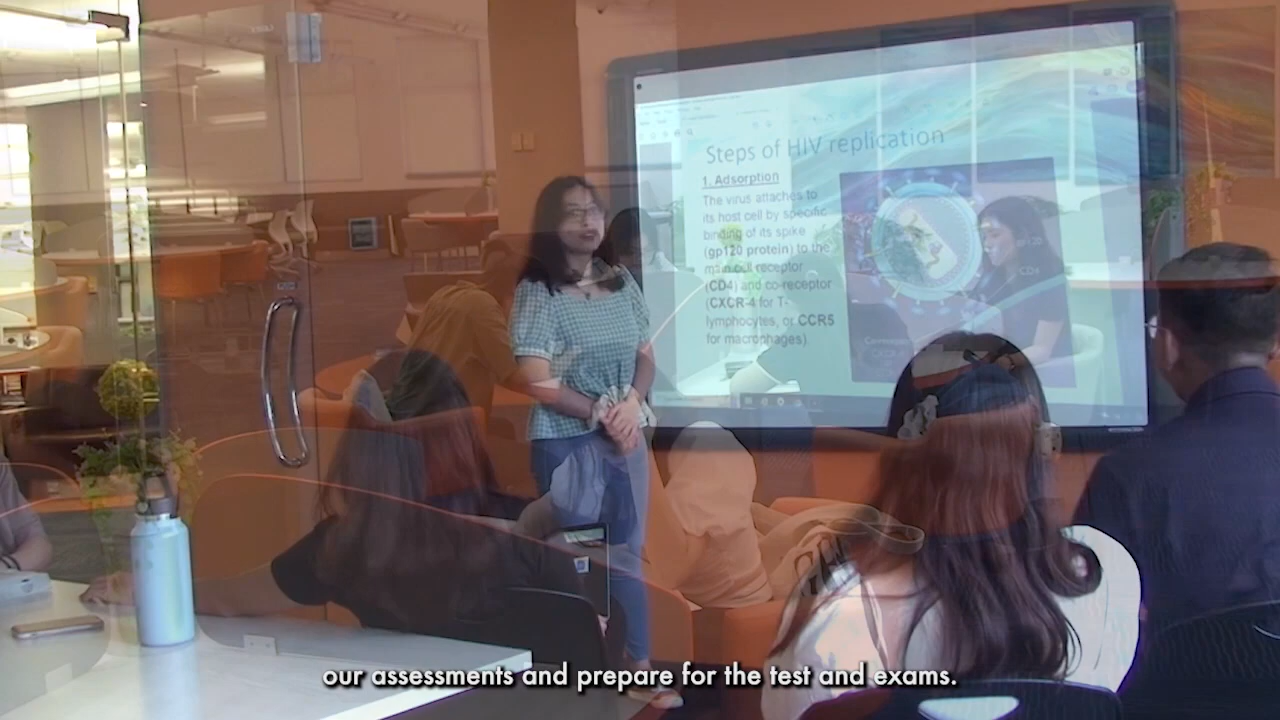 Steps of HIV replication
1. Adsorption
The virus attaches to
its host cell by specific
binding of its spike
(gp120 protein) to the
main cell receptor
(CD4) and co-receptor
(CXCR-4 for T-
lymphocytes, or CCR5
for macrophages)
gp120
CD4
our assessments and prepare for the test and exams.